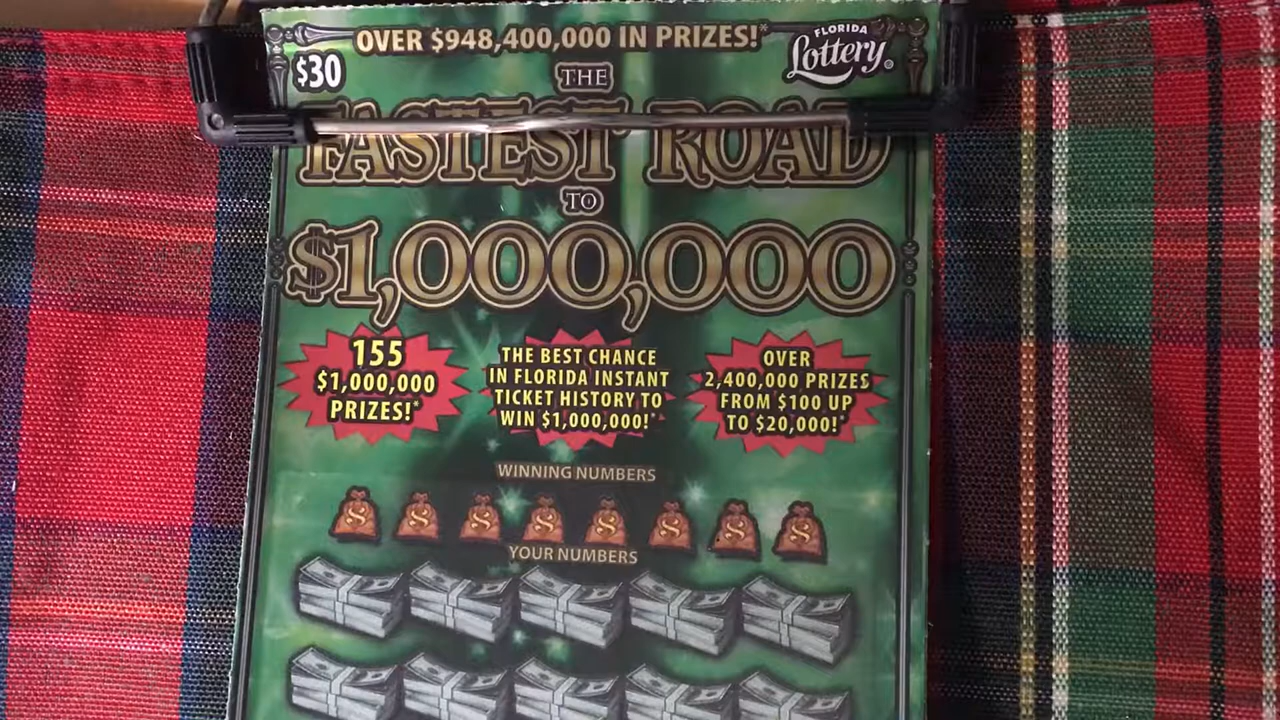 OVER $948,400,000 IN PRIZES!*
FLORIDA
Lottery®
$30
THE
FASTEST ROAD
TO
$1,000,000
155
$1,000,000
PRIZES!*
THE BEST CHANCE
IN FLORIDA INSTANT
TICKET HISTORY TO
WIN $1,000,000!*
OVER
2,400,000 PRIZES
FROM $100 UP
TO $20,000!*
WINNING NUMBERS
$ $ $ $ $ $ $ $
YOUR NUMBERS